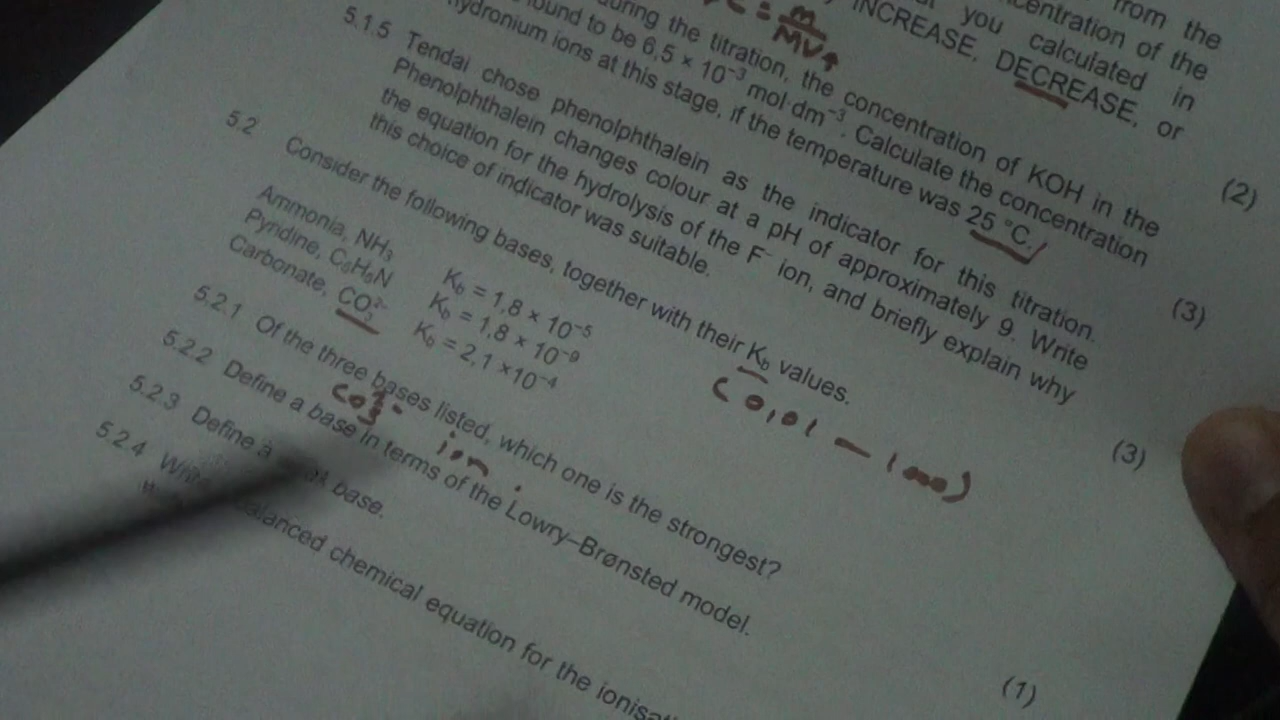 from the
centration of the
you calculated in
INCREASE, DECREASE, or
(2)
c = m/MV
during the titration, the concentration of KOH in the
found to be 6,5 × 10⁻³ mol·dm⁻³. Calculate the concentration
hydronium ions at this stage, if the temperature was 25 °C.
(3)
5.1.5 Tendai chose phenolphthalein as the indicator for this titration.
Phenolphthalein changes colour at a pH of approximately 9. Write
the equation for the hydrolysis of the F⁻ ion, and briefly explain why
this choice of indicator was suitable.
(3)
5.2 Consider the following bases, together with their K_b values.
(0,01 – 1000)
Ammonia, NH₃ K_b = 1,8 × 10⁻⁵
Pyridine, C₅H₅N K_b = 1,8 × 10⁻⁹
Carbonate, CO₃²⁻ K_b = 2,1 ×10⁻⁴
5.2.1 Of the three bases listed, which one is the strongest?
CO₃²⁻ ion.
(1)
5.2.2 Define a base in terms of the Lowry–Brønsted model.
5.2.3 Define a base.
5.2.4 balanced chemical equation for the